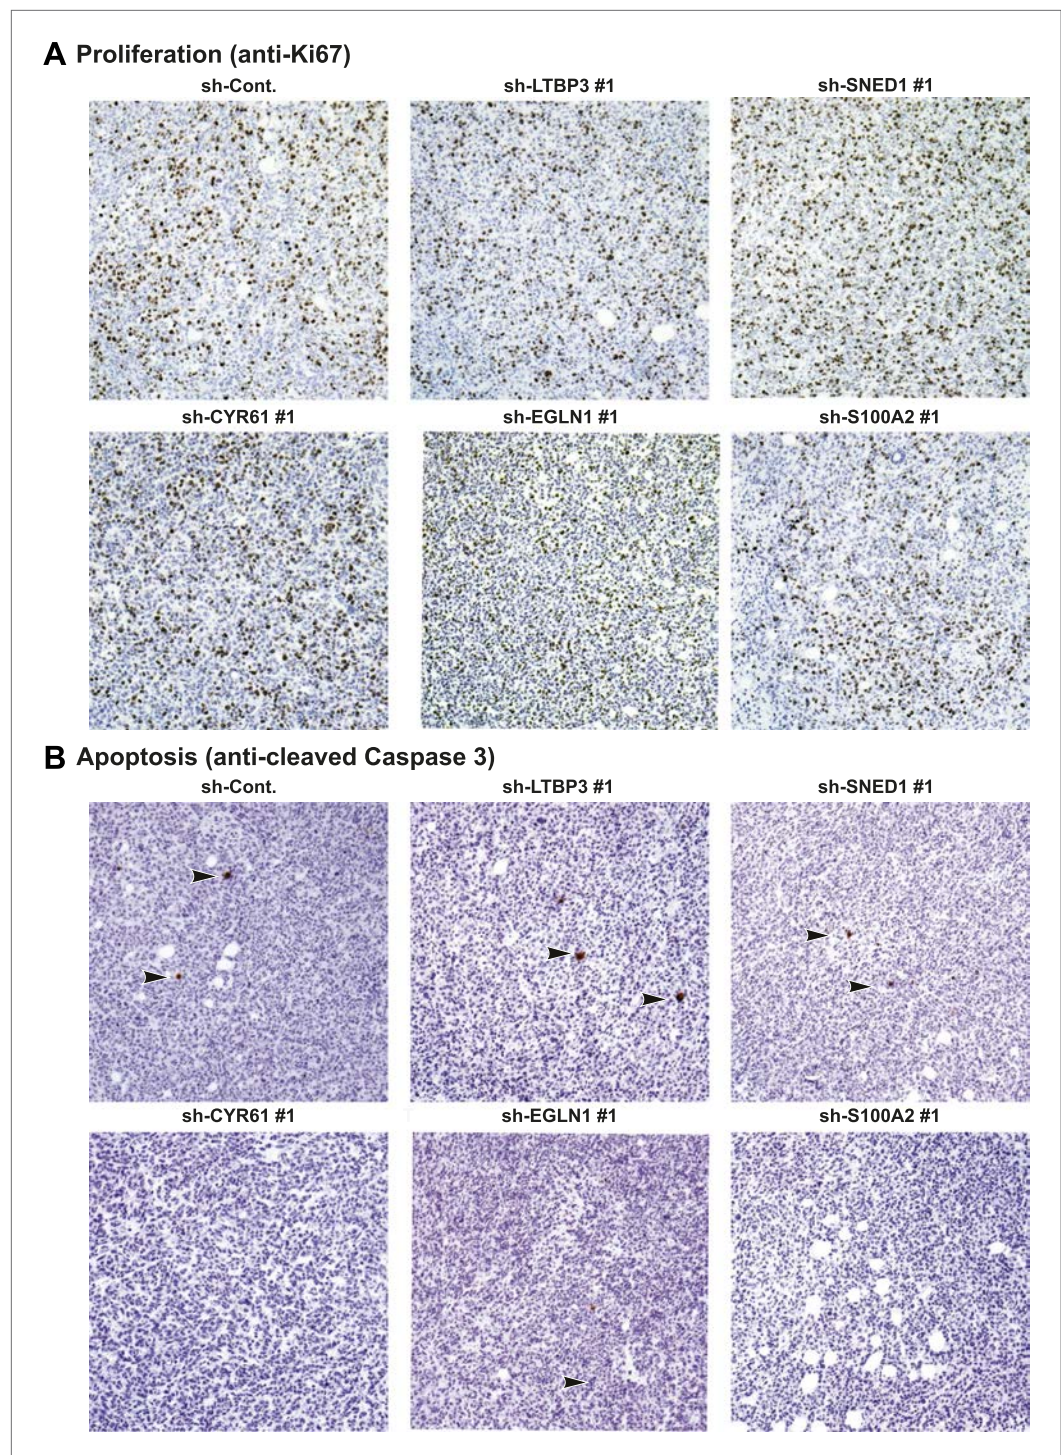 A Proliferation (anti-Ki67)
sh-Cont. sh-LTBP3 #1 sh-SNED1 #1
sh-CYR61 #1 sh-EGLN1 #1 sh-S100A2 #1
B Apoptosis (anti-cleaved Caspase 3)
sh-Cont. sh-LTBP3 #1 sh-SNED1 #1
sh-CYR61 #1 sh-EGLN1 #1 sh-S100A2 #1